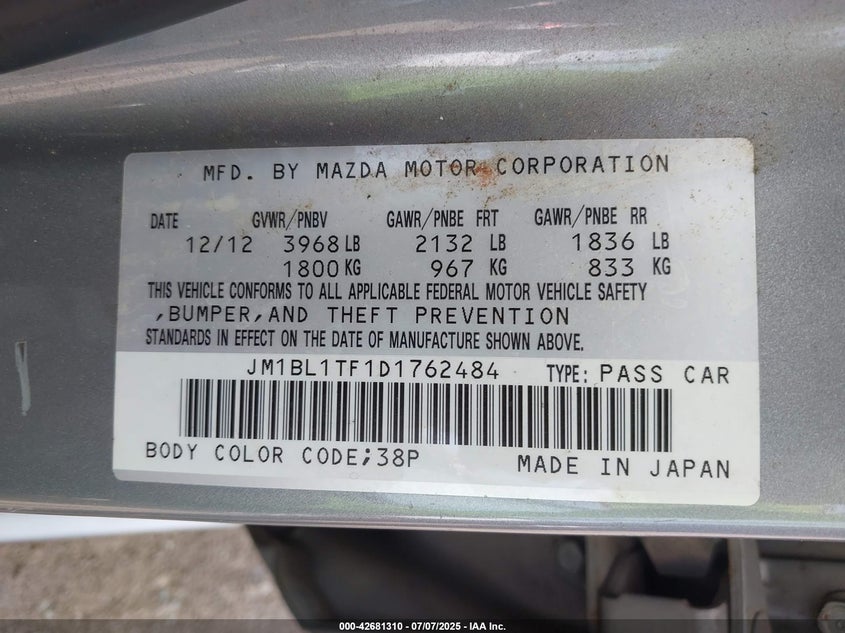 MFD. BY MAZDA MOTOR CORPORATION
DATE GVWR/PNBV GAWR/PNBE FRT GAWR/PNBE RR
12/12 3968 LB 2132 LB 1836 LB
1800 KG 967 KG 833 KG
THIS VEHICLE CONFORMS TO ALL APPLICABLE FEDERAL MOTOR VEHICLE SAFETY
,BUMPER,AND THEFT PREVENTION
STANDARDS IN EFFECT ON THE DATE OF MANUFACTURE SHOWN ABOVE.
JM1BL1TF1D1762484 TYPE: PASS CAR
BODY COLOR CODE;38P MADE IN JAPAN
000-42681310 - 07/07/2025 - IAA Inc.